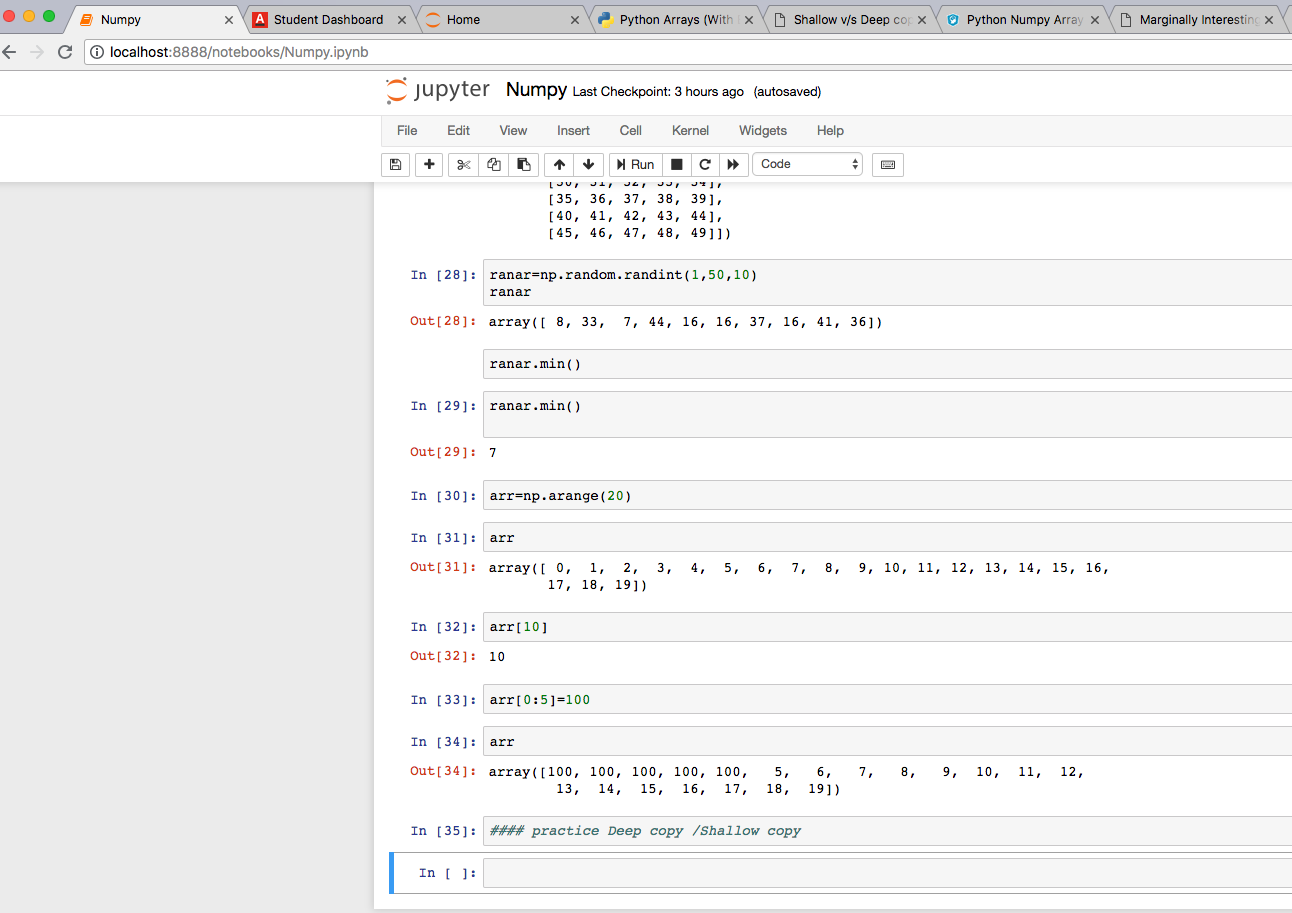 Numpy
Student Dashboard
Home
Python Arrays (With
Shallow v/s Deep cop
Python Numpy Array
Marginally Interesting
localhost:8888/notebooks/Numpy.ipynb
jupyter Numpy Last Checkpoint: 3 hours ago (autosaved)
File Edit View Insert Cell Kernel Widgets Help
Run Code
[30, 31, 32, 33, 34],
[35, 36, 37, 38, 39],
[40, 41, 42, 43, 44],
[45, 46, 47, 48, 49]])
In [28]: ranar=np.random.randint(1,50,10)
ranar
Out[28]: array([ 8, 33,  7, 44, 16, 16, 37, 16, 41, 36])
ranar.min()
In [29]: ranar.min()
Out[29]: 7
In [30]: arr=np.arange(20)
In [31]: arr
Out[31]: array([ 0,  1,  2,  3,  4,  5,  6,  7,  8,  9, 10, 11, 12, 13, 14, 15, 16,
17, 18, 19])
In [32]: arr[10]
Out[32]: 10
In [33]: arr[0:5]=100
In [34]: arr
Out[34]: array([100, 100, 100, 100, 100,   5,   6,   7,   8,   9,  10,  11,  12,
13,  14,  15,  16,  17,  18,  19])
In [35]: #### practice Deep copy /Shallow copy
In [ ]: